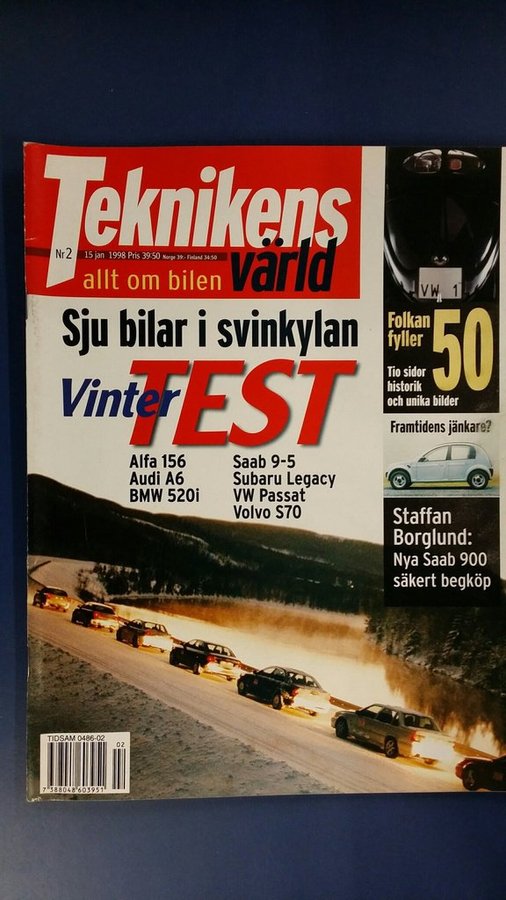 Teknikens
Nr 2 15 jan 1998 Pris 39:50 Norge 39:- Finland 34:50
allt om bilen
värld
Sju bilar i svinkylan
Vinter TEST
Alfa 156
Audi A6
BMW 520i
Saab 9-5
Subaru Legacy
VW Passat
Volvo S70
VW 1
Folkan
fyller
50
Tio sidor
historik
och unika bilder
Framtidens jänkare?
Staffan
Borglund:
Nya Saab 900
säkert begköp
TIDSAM 0486-02
02
7 388048 603951